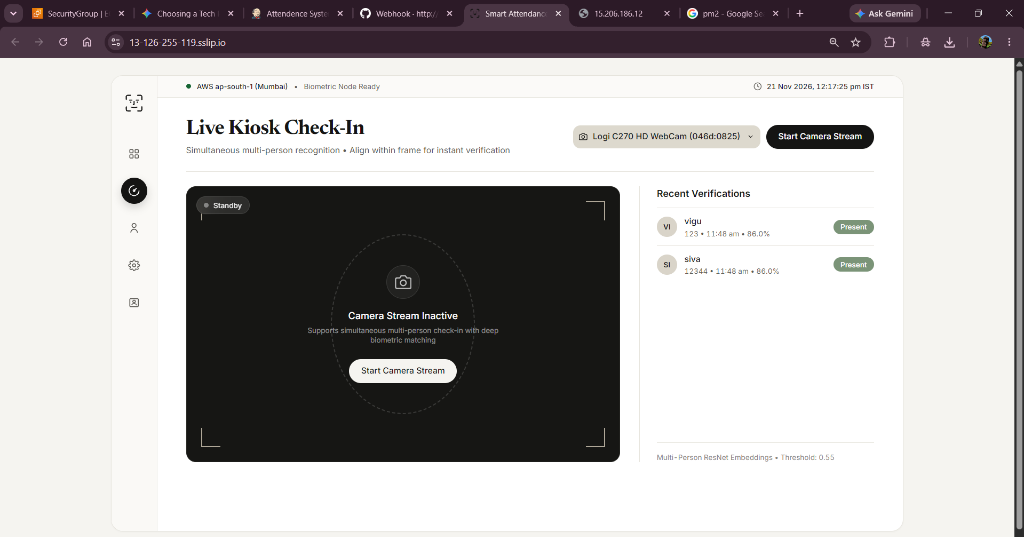 SecurityGroup | E
Choosing a Tech
Attendence Syste
Webhook · http:/
Smart Attendanc
15.206.186.12
pm2 - Google Se
Ask Gemini
13-126-255-119.sslip.io
AWS ap-south-1 (Mumbai) • Biometric Node Ready
21 Nov 2026, 12:17:25 pm IST
Live Kiosk Check-In
Simultaneous multi-person recognition • Align within frame for instant verification
Logi C270 HD WebCam (046d:0825)
Start Camera Stream
Standby
Camera Stream Inactive
Supports simultaneous multi-person check-in with deep
biometric matching
Start Camera Stream
Recent Verifications
VI
vigu
123 • 11:48 am • 86.0%
Present
SI
siva
12344 • 11:48 am • 86.0%
Present
Multi-Person ResNet Embeddings • Threshold: 0.55